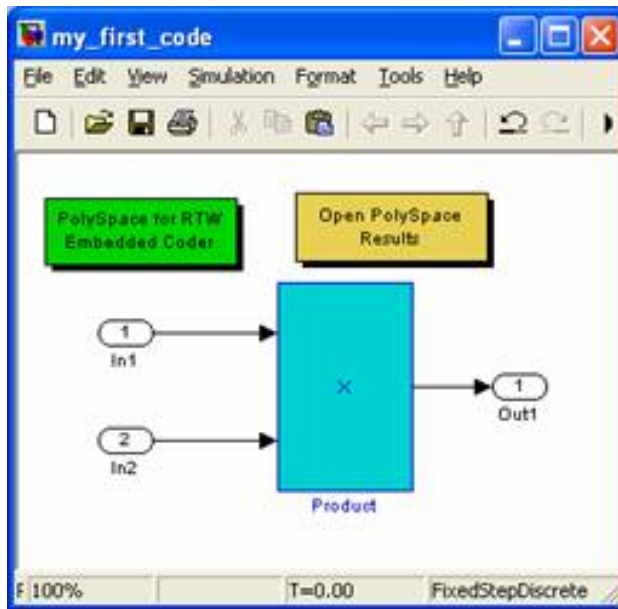 my_first_code
File Edit View Simulation Format Tools Help
PolySpace for RTW
Embedded Coder
Open PolySpace
Results
1
In1
2
In2
×
Product
1
Out1
F 100% T=0.00 FixedStepDiscrete